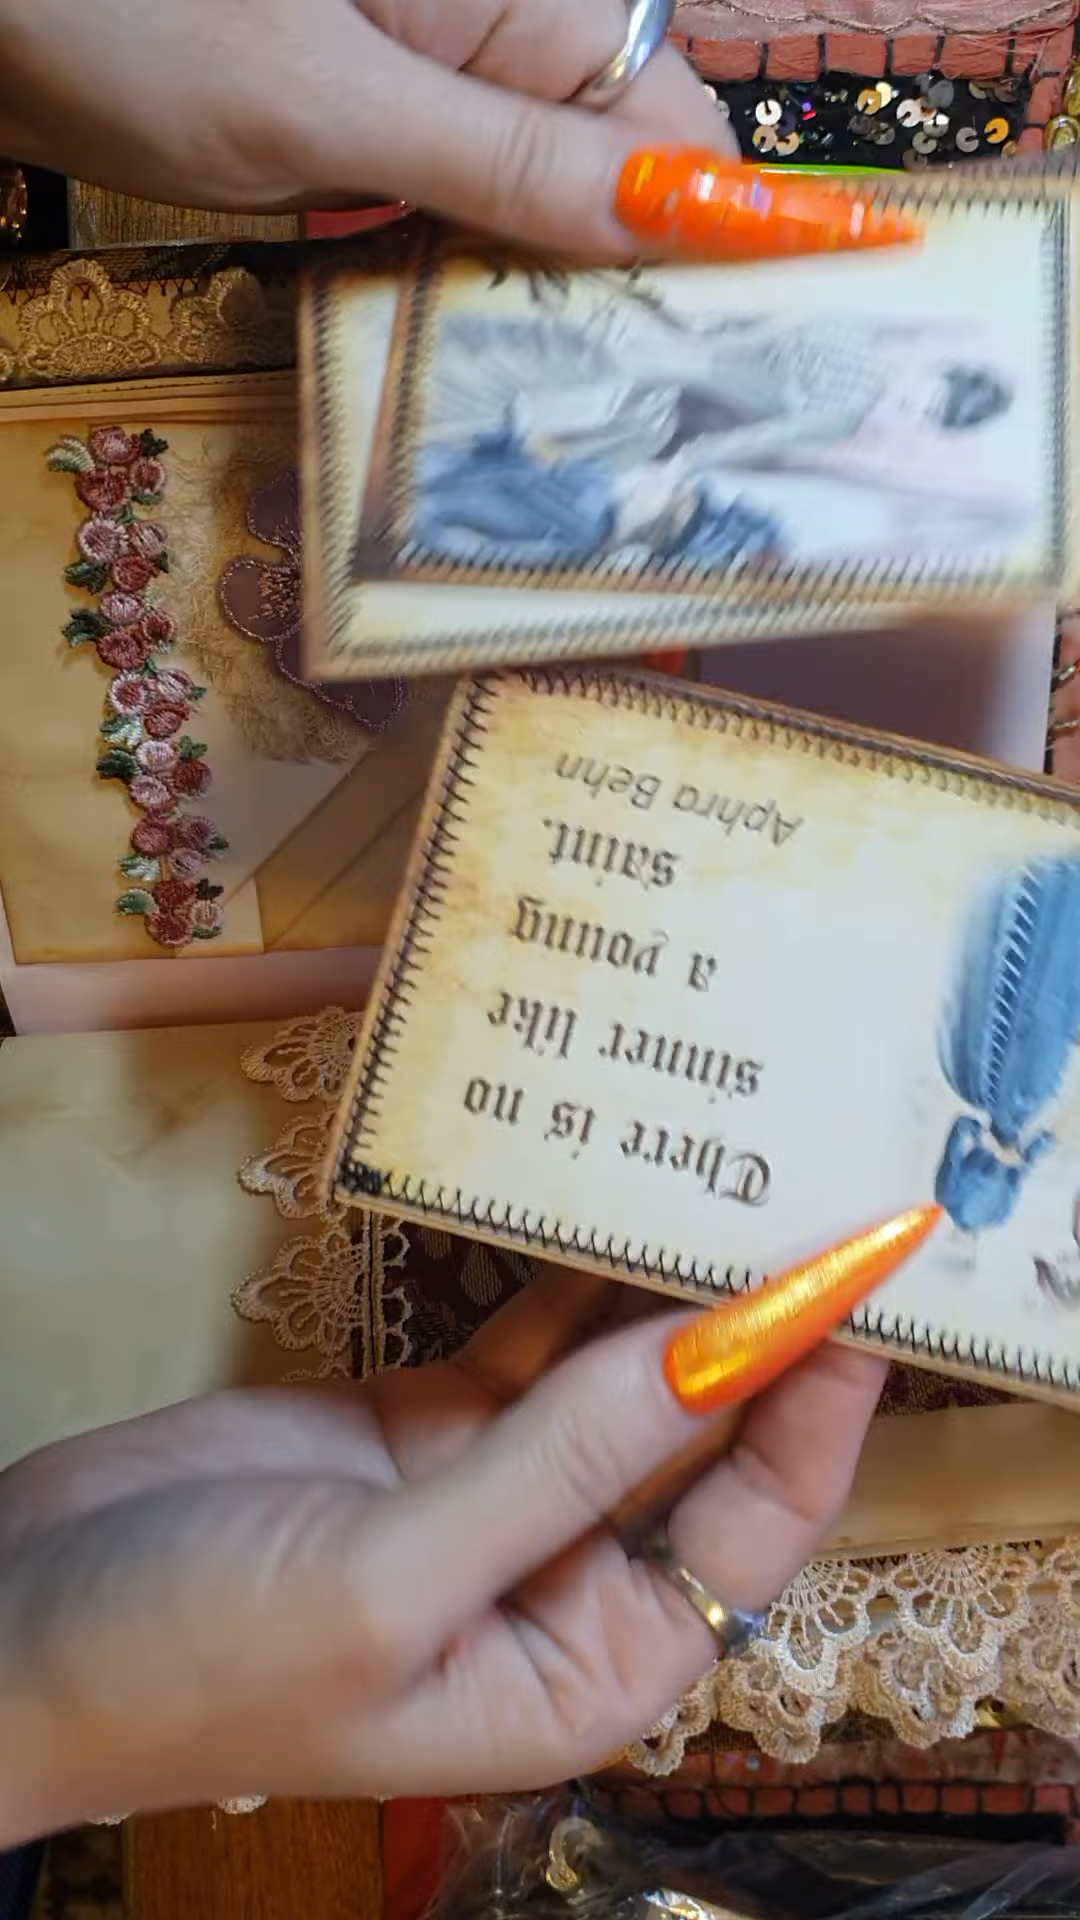 There is no
sinner like
a young
saint.
Aphra Behn